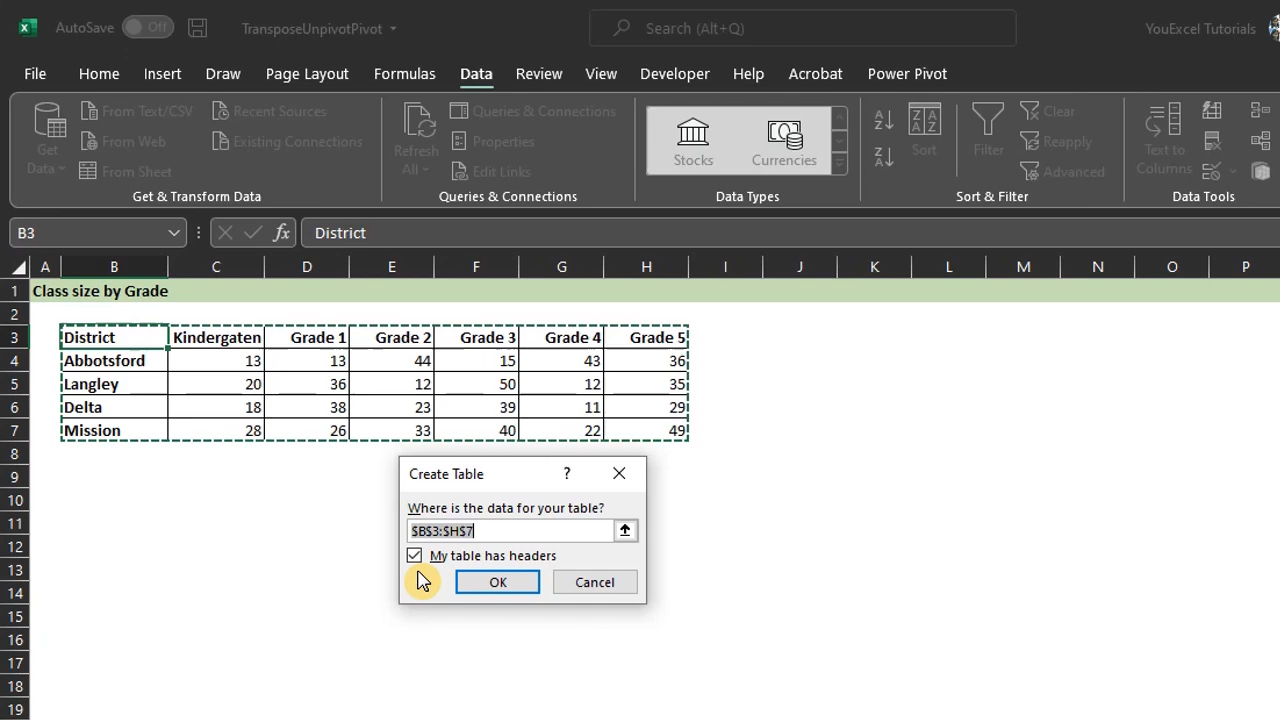 AutoSave Off TransposeUnpivotPivot Search (Alt+Q) YouExcel Tutorials
File Home Insert Draw Page Layout Formulas Data Review View Developer Help Acrobat Power Pivot
Get Data From Text/CSV From Web From Sheet Recent Sources Existing Connections
Refresh All Queries & Connections Properties Edit Links
Stocks Currencies
Sort Filter Clear Reapply Advanced
Text to Columns
Get & Transform Data Queries & Connections Data Types Sort & Filter Data Tools
B3 fx District
A B C D E F G H I J K L M N O P
1 Class size by Grade
2
3 District Kindergaten Grade 1 Grade 2 Grade 3 Grade 4 Grade 5
4 Abbotsford 13 13 44 15 43 36
5 Langley 20 36 12 50 12 35
6 Delta 18 38 23 39 11 29
7 Mission 28 26 33 40 22 49
8
9
10
11
12
13
14
15
16
17
18
19
Create Table ?
Where is the data for your table?
$B$3:$H$7
My table has headers
OK Cancel